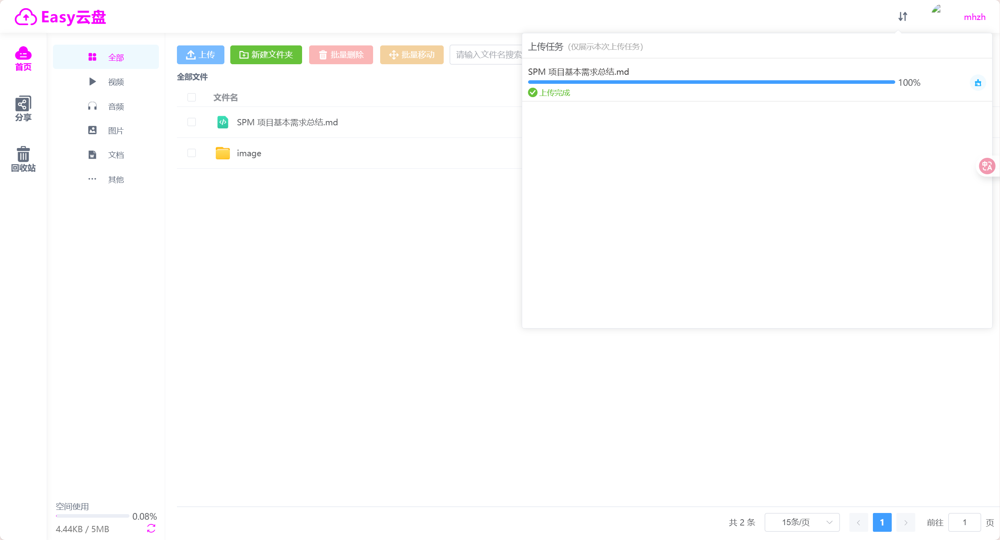 Easy云盘
mhzh
首页
分享
回收站
全部
视频
音频
图片
文档
其他
空间使用
0.08%
4.44KB / 5MB
上传
新建文件夹
批量删除
批量移动
请输入文件名搜索
全部文件
文件名
SPM 项目基本需求总结.md
image
上传任务 (仅展示本次上传任务)
SPM 项目基本需求总结.md
100%
上传完成
中A
共 2 条
15条/页
1
前往 1 页